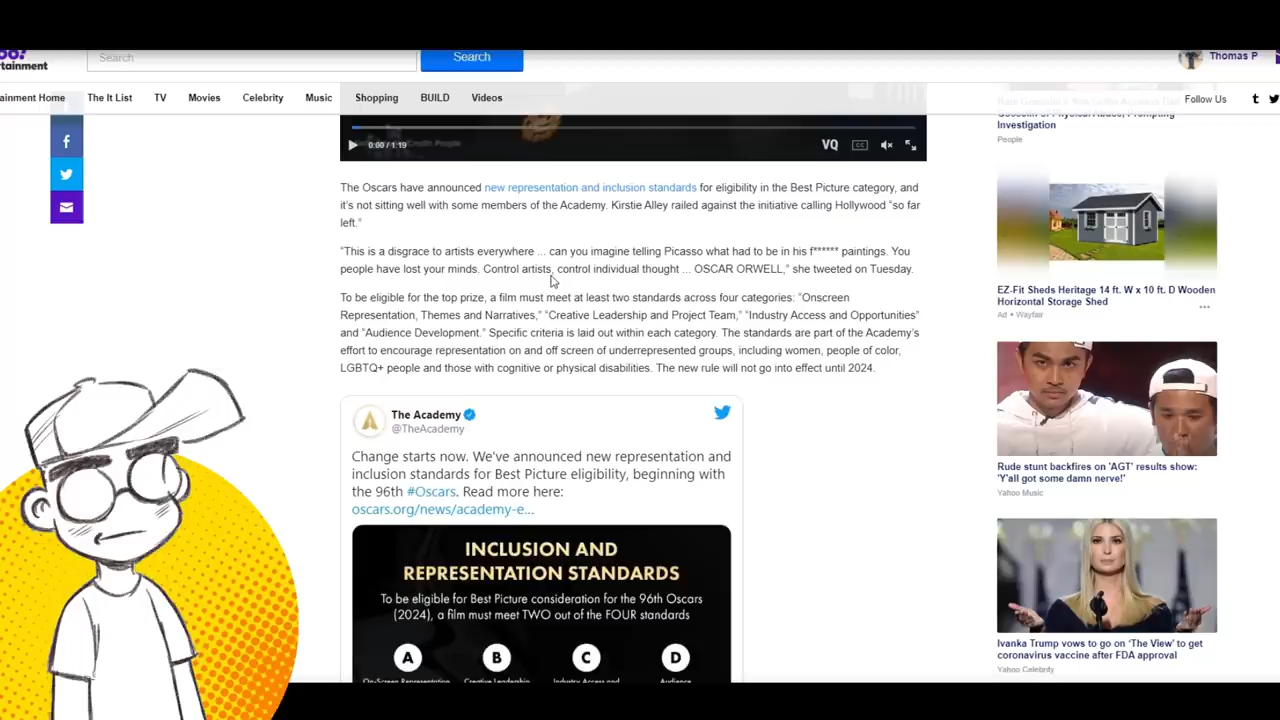 Thomas P
tainment
Search
Search
ainment Home The It List TV Movies Celebrity Music Shopping BUILD Videos
Follow Us
Investigation
People
0:00 / 1:19
VQ
CC
The Oscars have announced new representation and inclusion standards for eligibility in the Best Picture category, and
it's not sitting well with some members of the Academy. Kirstie Alley railed against the initiative calling Hollywood “so far
left.”
“This is a disgrace to artists everywhere ... can you imagine telling Picasso what had to be in his f****** paintings. You
people have lost your minds. Control artists, control individual thought ... OSCAR ORWELL,” she tweeted on Tuesday.
To be eligible for the top prize, a film must meet at least two standards across four categories: “Onscreen
Representation, Themes and Narratives,” “Creative Leadership and Project Team,” “Industry Access and Opportunities”
and “Audience Development.” Specific criteria is laid out within each category. The standards are part of the Academy's
effort to encourage representation on and off screen of underrepresented groups, including women, people of color,
LGBTQ+ people and those with cognitive or physical disabilities. The new rule will not go into effect until 2024.
The Academy
@TheAcademy
Change starts now. We've announced new representation and
inclusion standards for Best Picture eligibility, beginning with
the 96th #Oscars. Read more here:
oscars.org/news/academy-e...
INCLUSION AND
REPRESENTATION STANDARDS
To be eligible for Best Picture consideration for the 96th Oscars
(2024), a film must meet TWO out of the FOUR standards
A B C D
On-Screen Representation Creative Leadership Industry Access and Audience
EZ-Fit Sheds Heritage 14 ft. W x 10 ft. D Wooden
Horizontal Storage Shed
Ad • Wayfair
Rude stunt backfires on 'AGT' results show:
'Y'all got some damn nerve!'
Yahoo Music
Ivanka Trump vows to go on 'The View' to get
coronavirus vaccine after FDA approval
Yahoo Celebrity